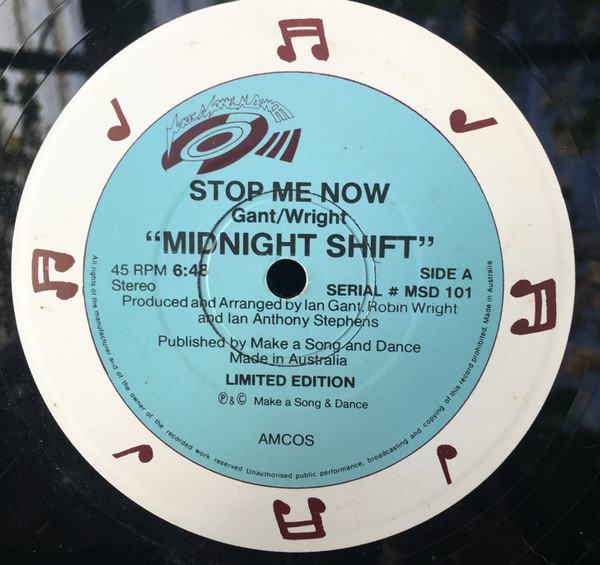 MAKE A SONG N DANCE
STOP ME NOW
Gant/Wright
“MIDNIGHT SHIFT”
45 RPM 6:48
Stereo
SIDE A
SERIAL # MSD 101
Produced and Arranged by Ian Gant, Robin Wright
and Ian Anthony Stephens
Published by Make a Song and Dance
Made in Australia
LIMITED EDITION
Ⓟ & © Make a Song & Dance
AMCOS
All rights of the manufacturer and of the owner of the recorded work reserved Unauthorised public performance, broadcasting and copying of this record prohibited. Made in Australia